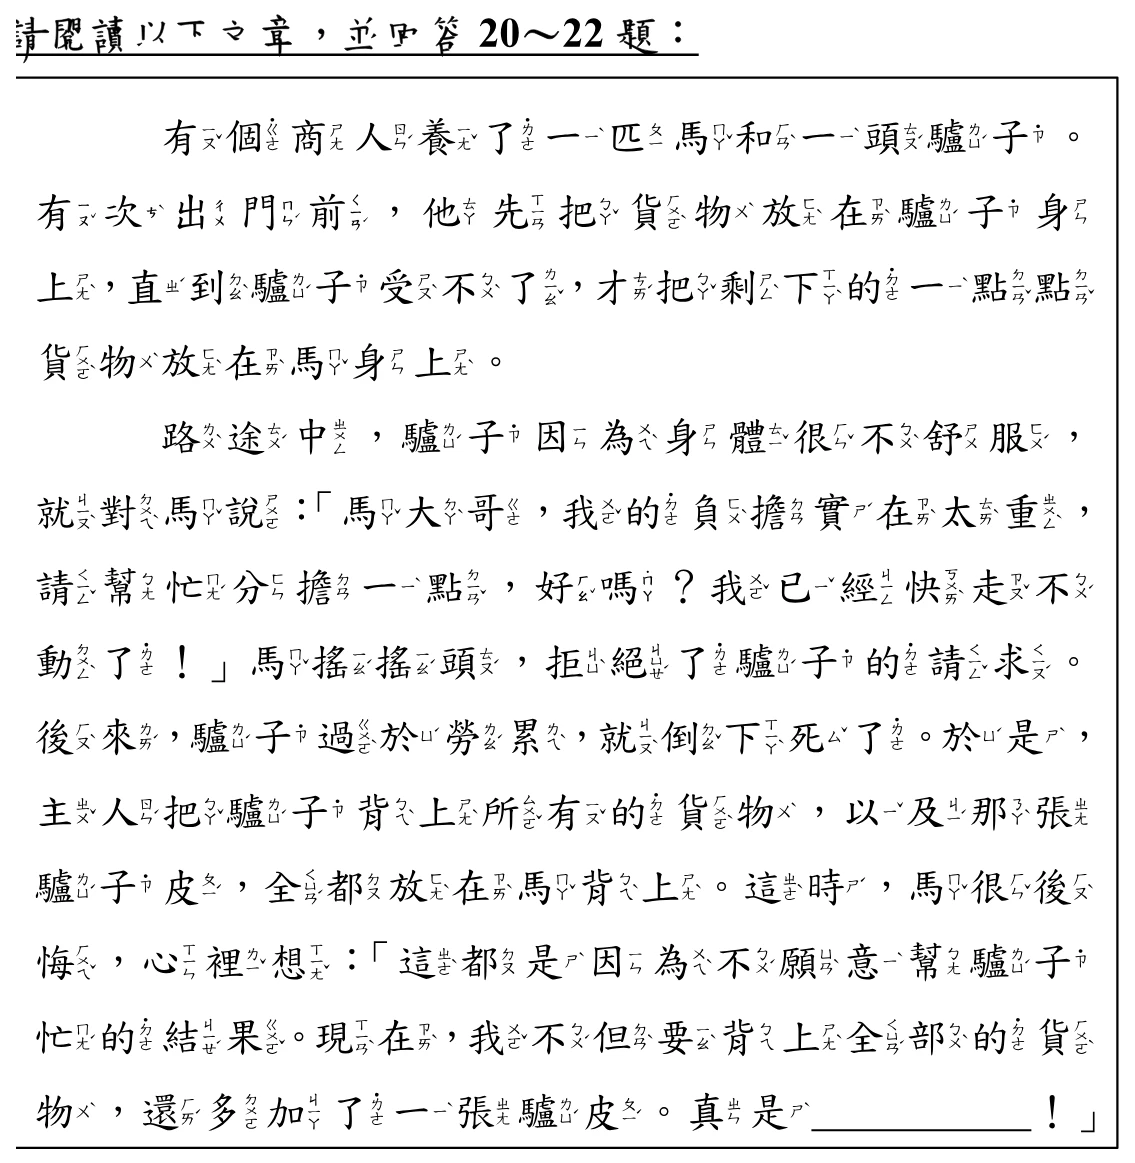 請閱讀以下文章，並回答 20～22 題：
有個商人養了一匹馬和一頭驢子。
有次出門前，他先把貨物放在驢子身
上，直到驢子受不了了，才把剩下的一點點
貨物放在馬身上。
路途中，驢子因為身體很不舒服，
就對馬說：「馬大哥，我的負擔實在太重，
請幫忙分擔一點，好嗎？我已經快走不
動了！」馬搖搖頭，拒絕了驢子的請求。
後來，驢子過於勞累，就倒下死了。於是，
主人把驢子背上所有的貨物，以及那張
驢子皮，全都放在馬背上。這時，馬很後
悔，心裡想：「這都是因為不願意幫驢子
忙的結果。現在，我不但要背上全部的貨
物，還多加了一張驢皮。真是＿＿＿＿＿＿！」